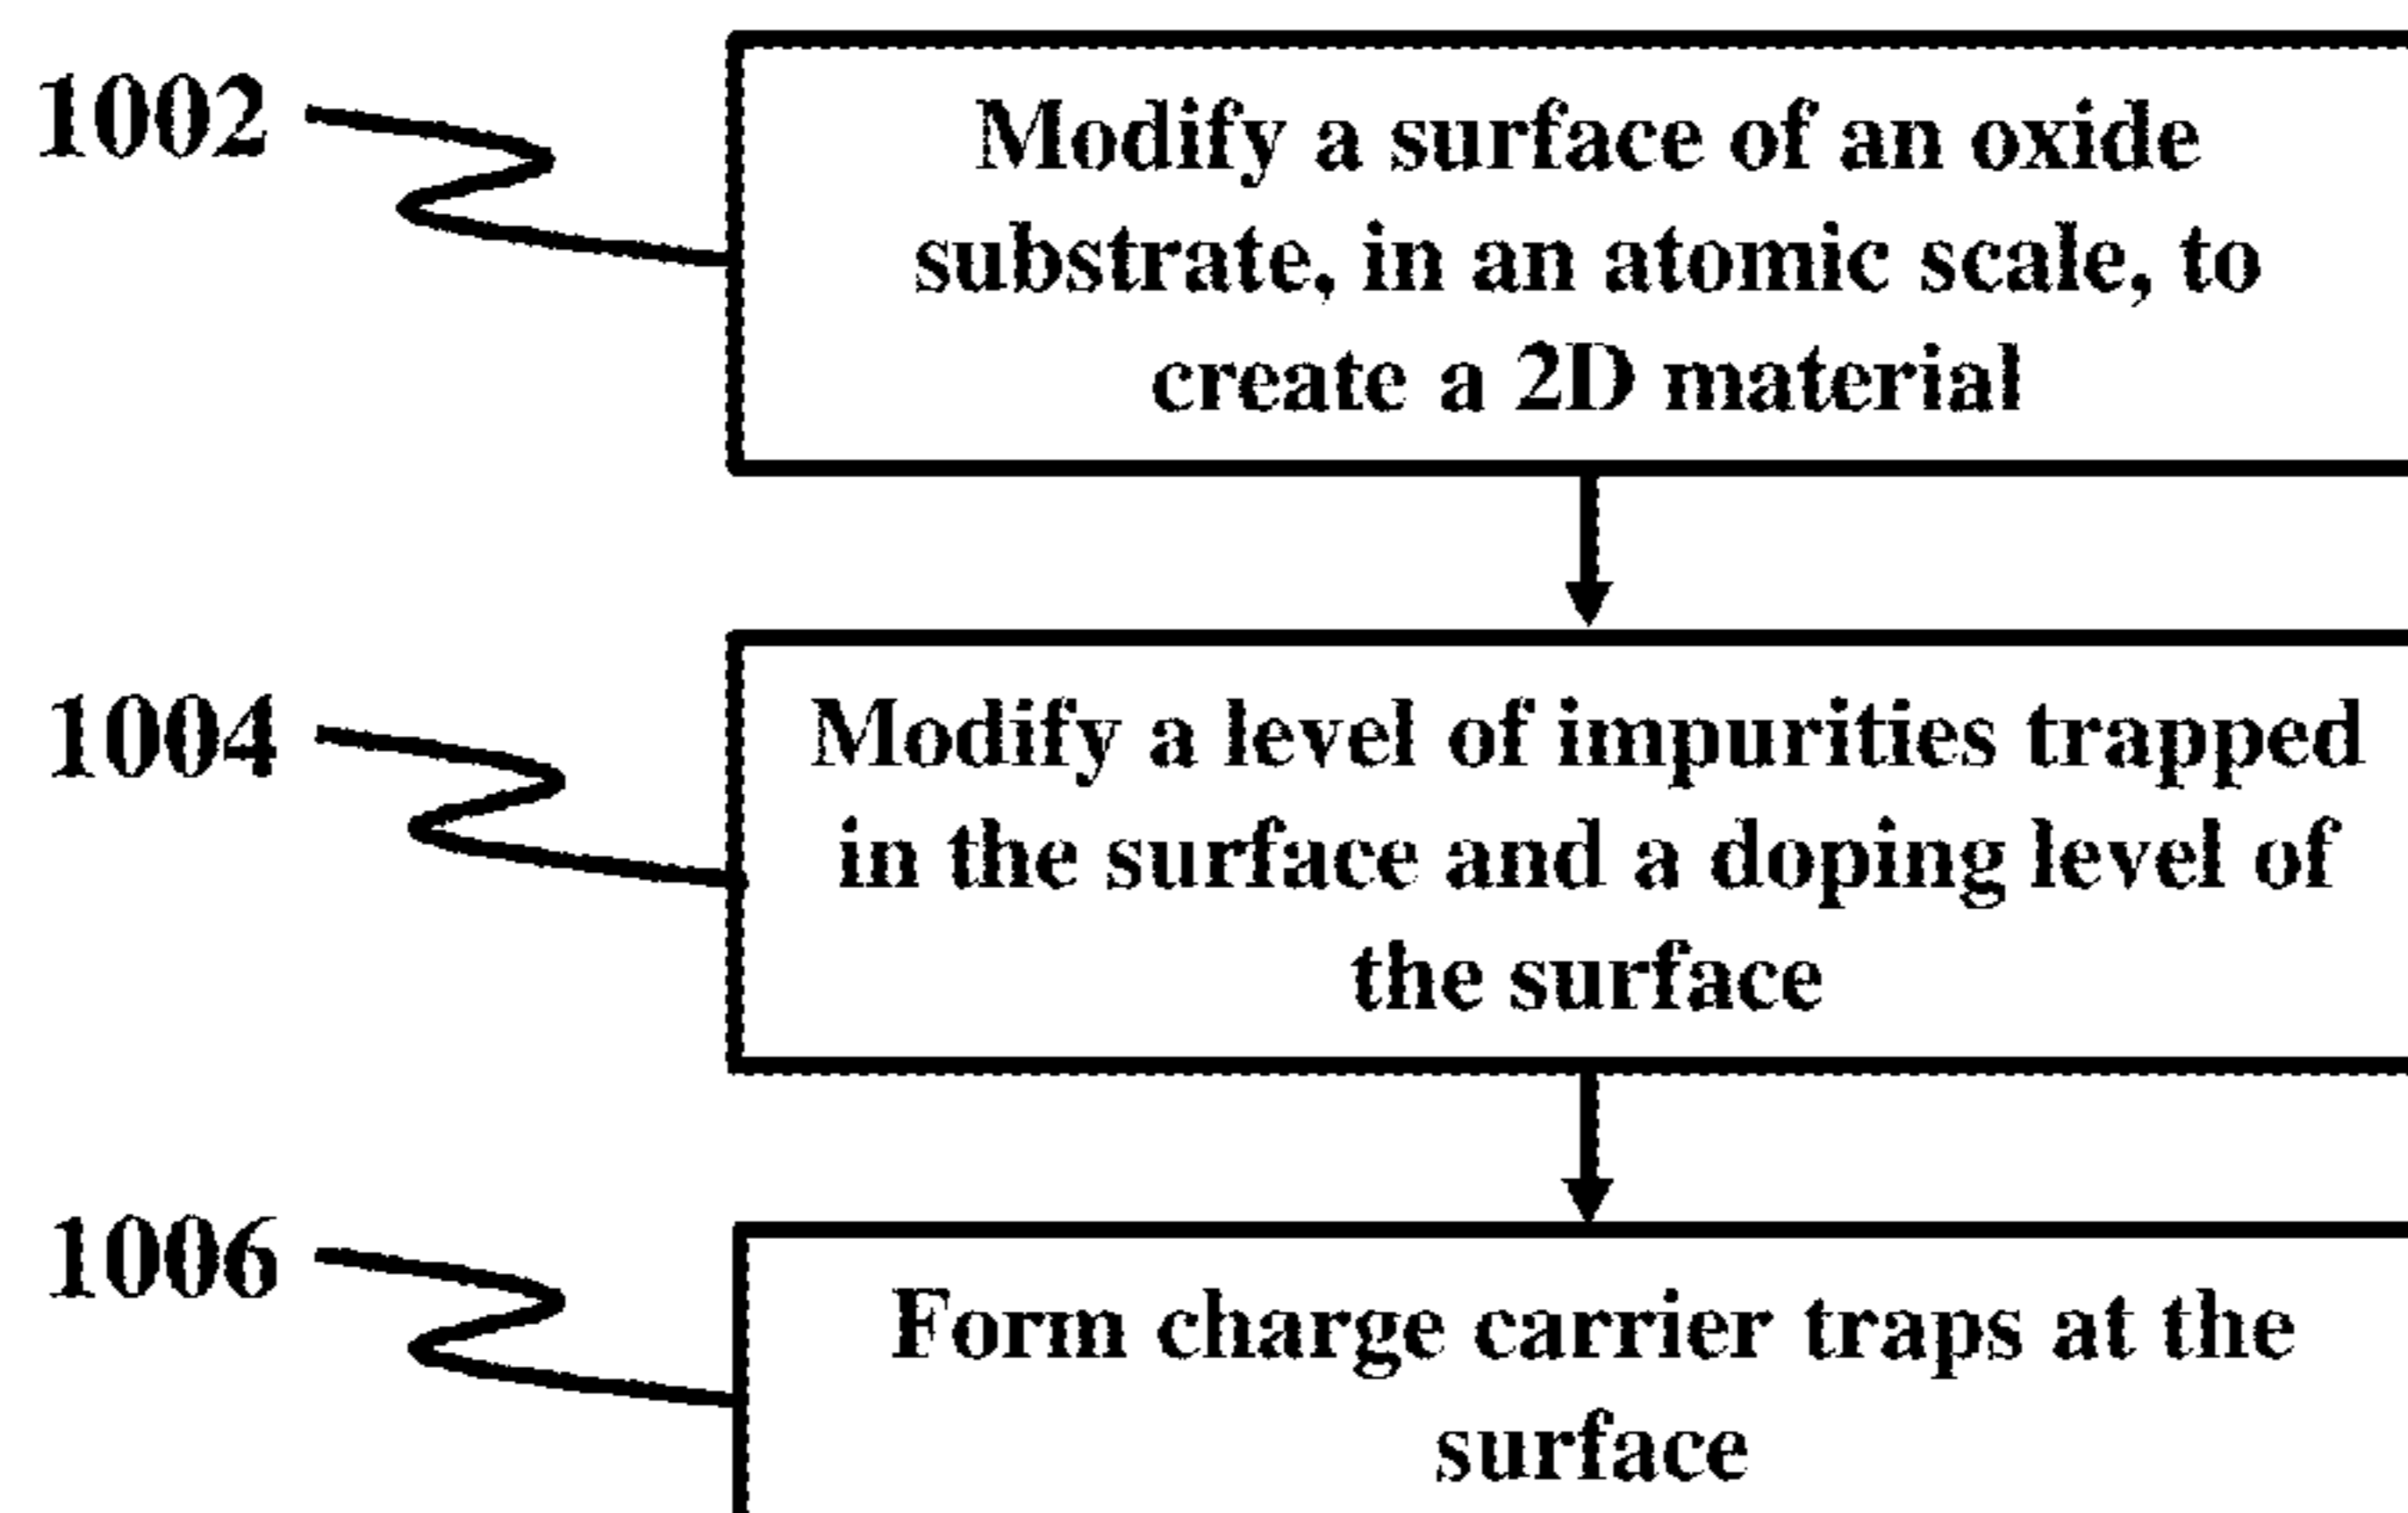 1002
Modify a surface of an oxide
substrate, in an atomic scale, to
create a 2D material
1004
Modify a level of impurities trapped
in the surface and a doping level of
the surface
1006
Form charge carrier traps at the
surface